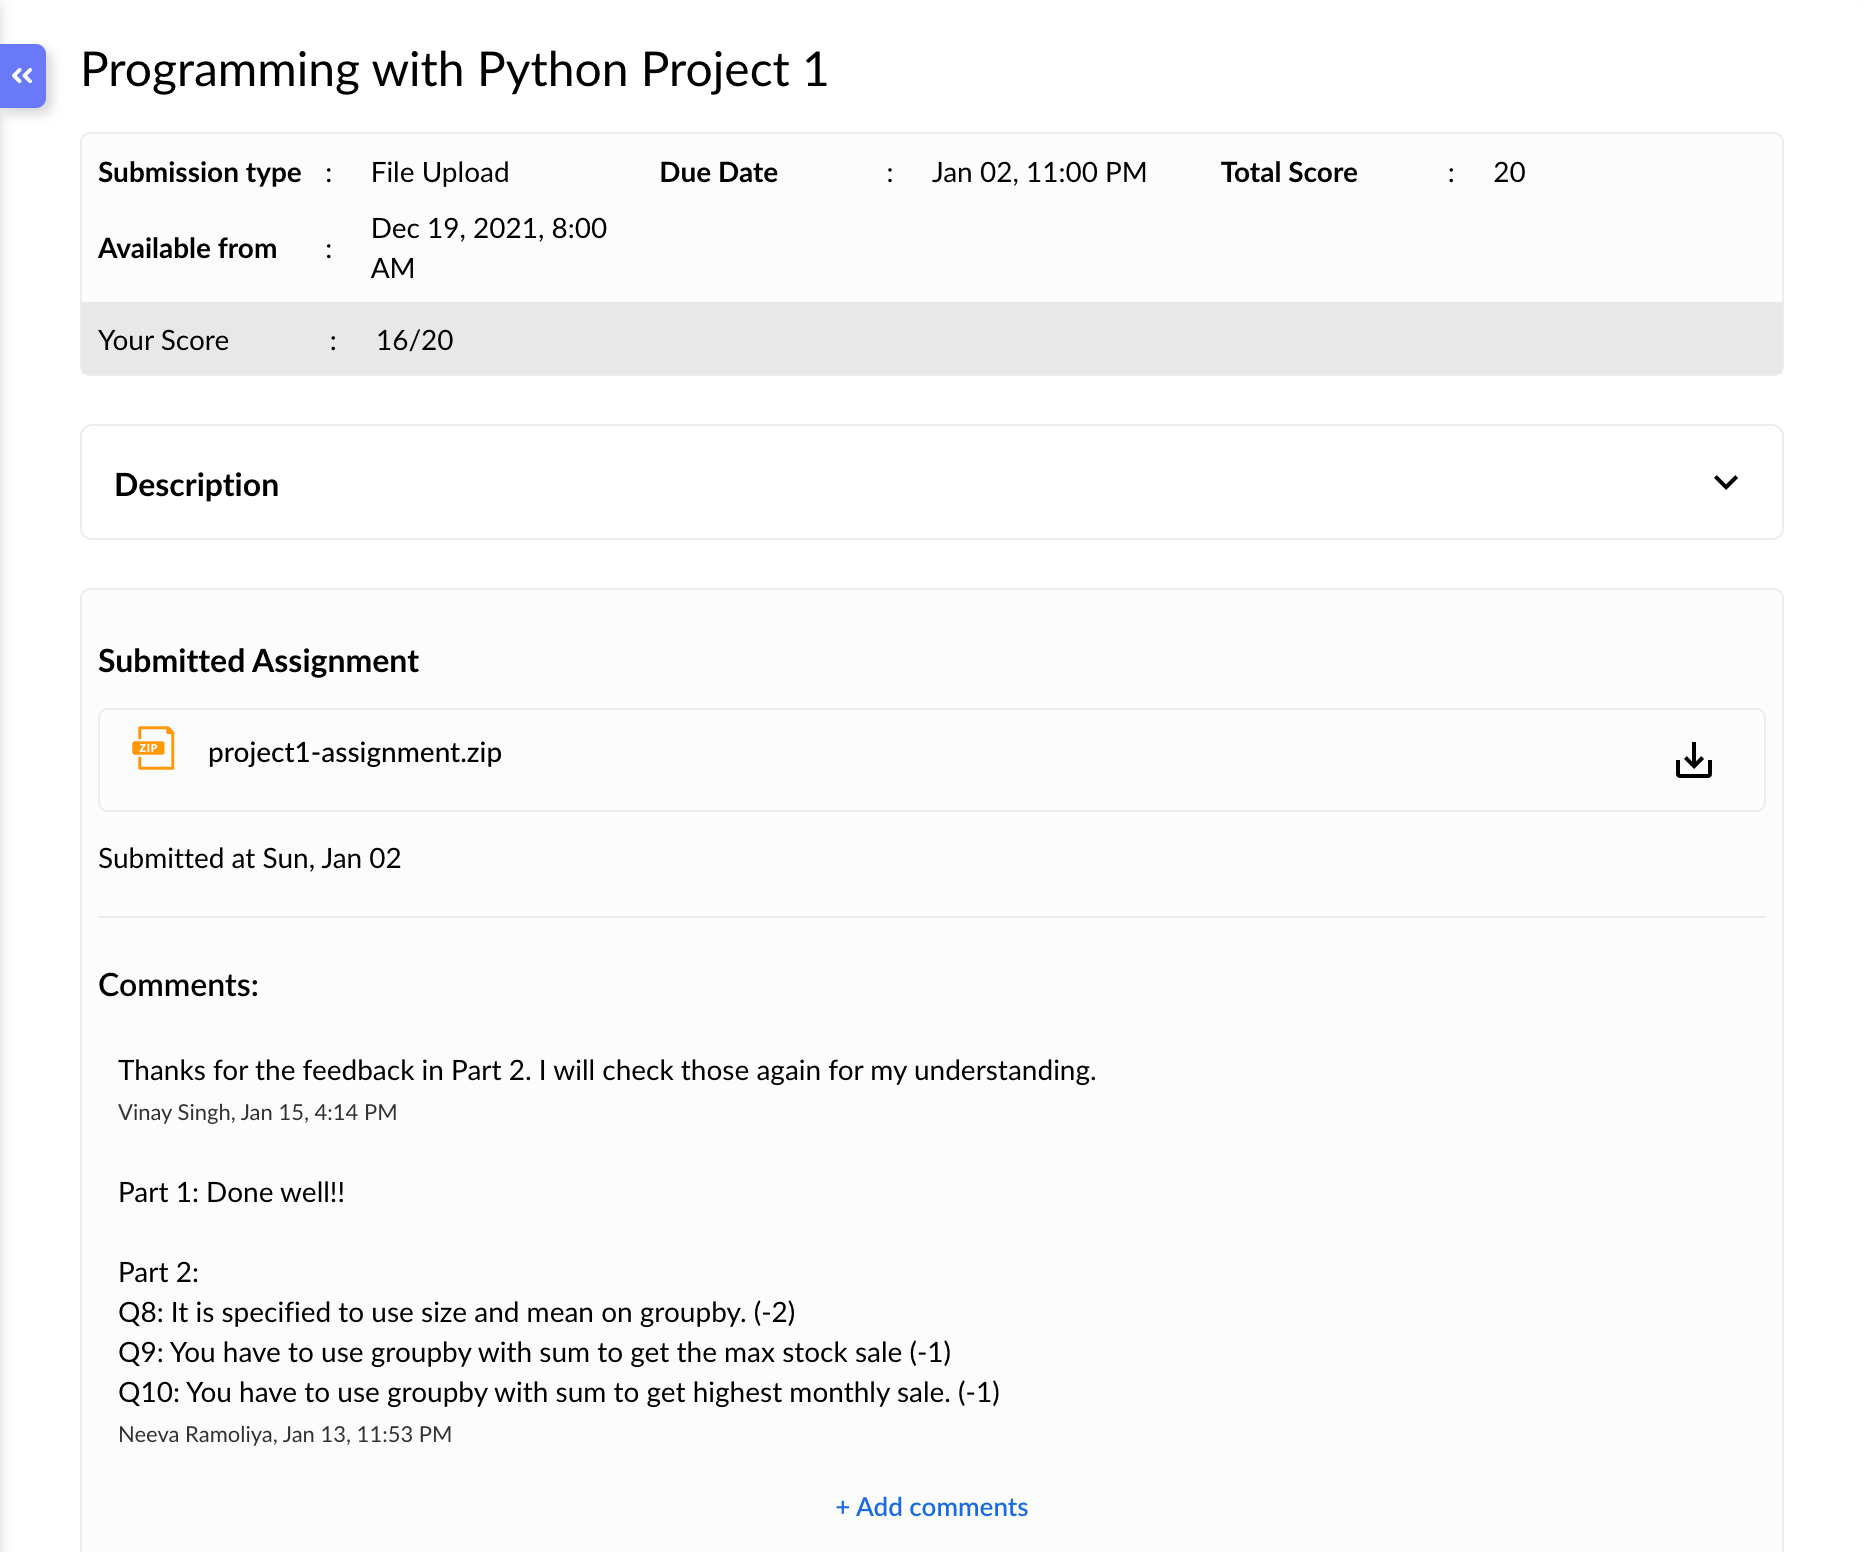 Programming with Python Project 1
Submission type : File Upload Due Date : Jan 02, 11:00 PM Total Score : 20
Available from : Dec 19, 2021, 8:00
AM
Your Score : 16/20
Description
Submitted Assignment
ZIP project1-assignment.zip
Submitted at Sun, Jan 02
Comments:
Thanks for the feedback in Part 2. I will check those again for my understanding.
Vinay Singh, Jan 15, 4:14 PM
Part 1: Done well!!
Part 2:
Q8: It is specified to use size and mean on groupby. (-2)
Q9: You have to use groupby with sum to get the max stock sale (-1)
Q10: You have to use groupby with sum to get highest monthly sale. (-1)
Neeva Ramoliya, Jan 13, 11:53 PM
+ Add comments